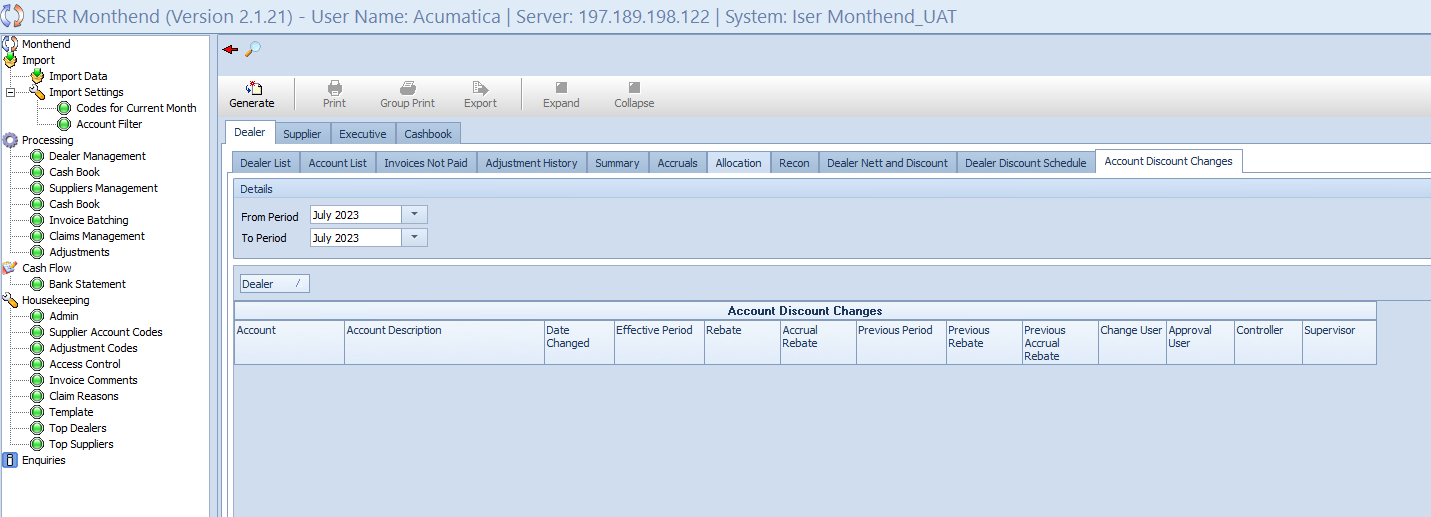 ISER Monthend (Version 2.1.21) - User Name: Acumatica | Server: 197.189.198.122 | System: Iser Monthend_UAT
Monthend
Import
Import Data
Import Settings
Codes for Current Month
Account Filter
Processing
Dealer Management
Cash Book
Suppliers Management
Cash Book
Invoice Batching
Claims Management
Adjustments
Cash Flow
Bank Statement
Housekeeping
Admin
Supplier Account Codes
Adjustment Codes
Access Control
Invoice Comments
Claim Reasons
Template
Top Dealers
Top Suppliers
Enquiries
Generate Print Group Print Export Expand Collapse
Dealer Supplier Executive Cashbook
Dealer List Account List Invoices Not Paid Adjustment History Summary Accruals Allocation Recon Dealer Nett and Discount Dealer Discount Schedule Account Discount Changes
Details
From Period July 2023
To Period July 2023
Dealer
Account Discount Changes
Account Account Description Date Effective Period Rebate Accrual Previous Period Previous Previous Change User Approval Controller Supervisor
Changed Rebate Rebate Accrual User
Rebate